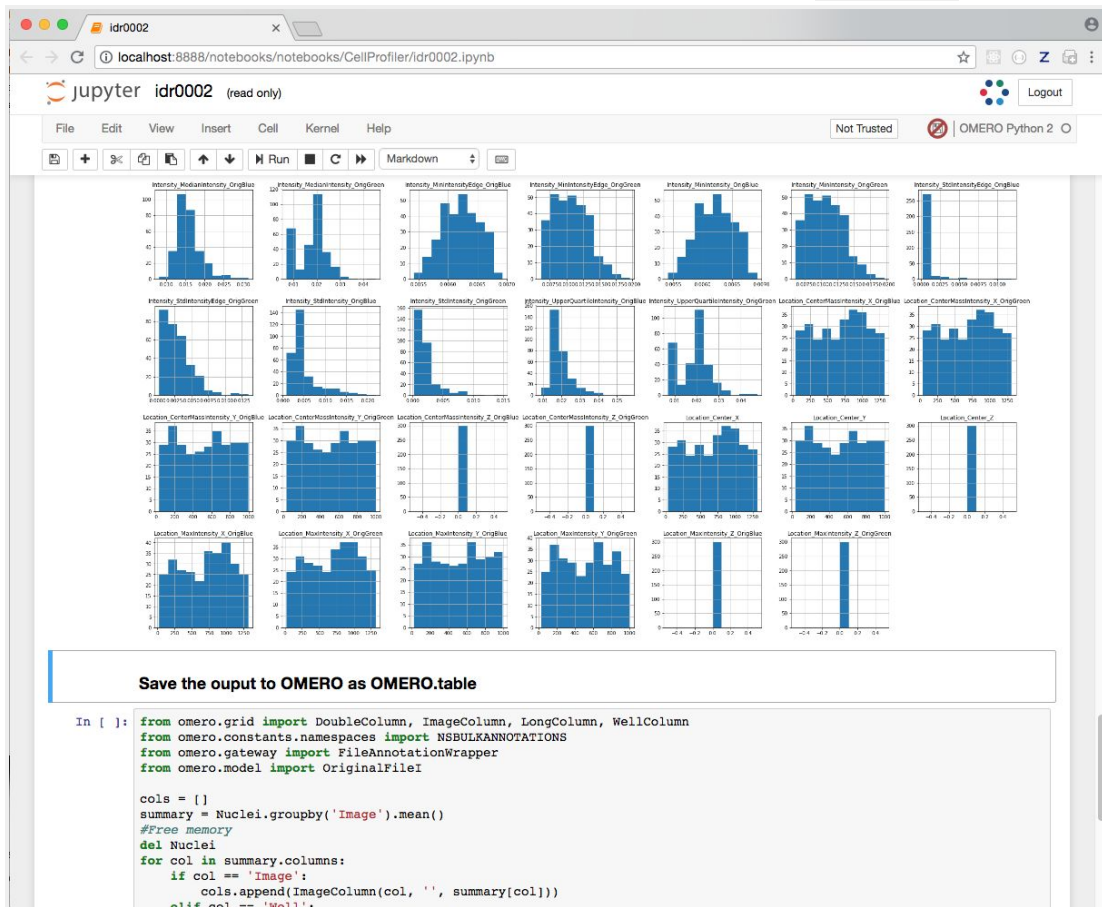 idr0002
localhost:8888/notebooks/notebooks/CellProfiler/idr0002.ipynb
Z
jupyter idr0002 (read only)
Logout
File Edit View Insert Cell Kernel Help
Not Trusted
OMERO Python 2
Run
Markdown
Intensity_MedianIntensity_OrigBlue Intensity_MedianIntensity_OrigGreen Intensity_MinIntensityEdge_OrigBlue Intensity_MinIntensityEdge_OrigGreen Intensity_MinIntensity_OrigBlue Intensity_MinIntensity_OrigGreen Intensity_StdIntensityEdge_OrigBlue
Intensity_StdIntensityEdge_OrigGreen Intensity_StdIntensity_OrigBlue Intensity_StdIntensity_OrigGreen Intensity_UpperQuartileIntensity_OrigBlue Intensity_UpperQuartileIntensity_OrigGreen Location_CenterMassIntensity_X_OrigBlue Location_CenterMassIntensity_X_OrigGreen
Location_CenterMassIntensity_Y_OrigBlue Location_CenterMassIntensity_Y_OrigGreen Location_CenterMassIntensity_Z_OrigBlue Location_CenterMassIntensity_Z_OrigGreen Location_Center_X Location_Center_Y Location_Center_Z
Location_MaxIntensity_X_OrigBlue Location_MaxIntensity_X_OrigGreen Location_MaxIntensity_Y_OrigBlue Location_MaxIntensity_Y_OrigGreen Location_MaxIntensity_Z_OrigBlue Location_MaxIntensity_Z_OrigGreen
Save the ouput to OMERO as OMERO.table
In [ ]: from omero.grid import DoubleColumn, ImageColumn, LongColumn, WellColumn
from omero.constants.namespaces import NSBULKANNOTATIONS
from omero.gateway import FileAnnotationWrapper
from omero.model import OriginalFileI
cols = []
summary = Nuclei.groupby('Image').mean()
#Free memory
del Nuclei
for col in summary.columns:
if col == 'Image':
cols.append(ImageColumn(col, '', summary[col]))
elif col == 'Well':